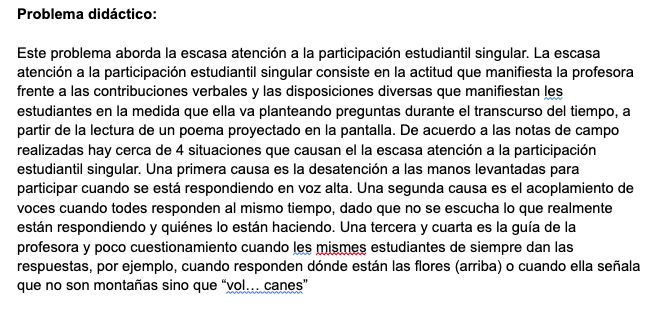 Problema didáctico:
Este problema aborda la escasa atención a la participación estudiantil singular. La escasa
atención a la participación estudiantil singular consiste en la actitud que manifiesta la profesora
frente a las contribuciones verbales y las disposiciones diversas que manifiestan les
estudiantes en la medida que ella va planteando preguntas durante el transcurso del tiempo, a
partir de la lectura de un poema proyectado en la pantalla. De acuerdo a las notas de campo
realizadas hay cerca de 4 situaciones que causan el la escasa atención a la participación
estudiantil singular. Una primera causa es la desatención a las manos levantadas para
participar cuando se está respondiendo en voz alta. Una segunda causa es el acoplamiento de
voces cuando todes responden al mismo tiempo, dado que no se escucha lo que realmente
están respondiendo y quiénes lo están haciendo. Una tercera y cuarta es la guía de la
profesora y poco cuestionamiento cuando les mismes estudiantes de siempre dan las
respuestas, por ejemplo, cuando responden dónde están las flores (arriba) o cuando ella señala
que no son montañas sino que “vol… canes”